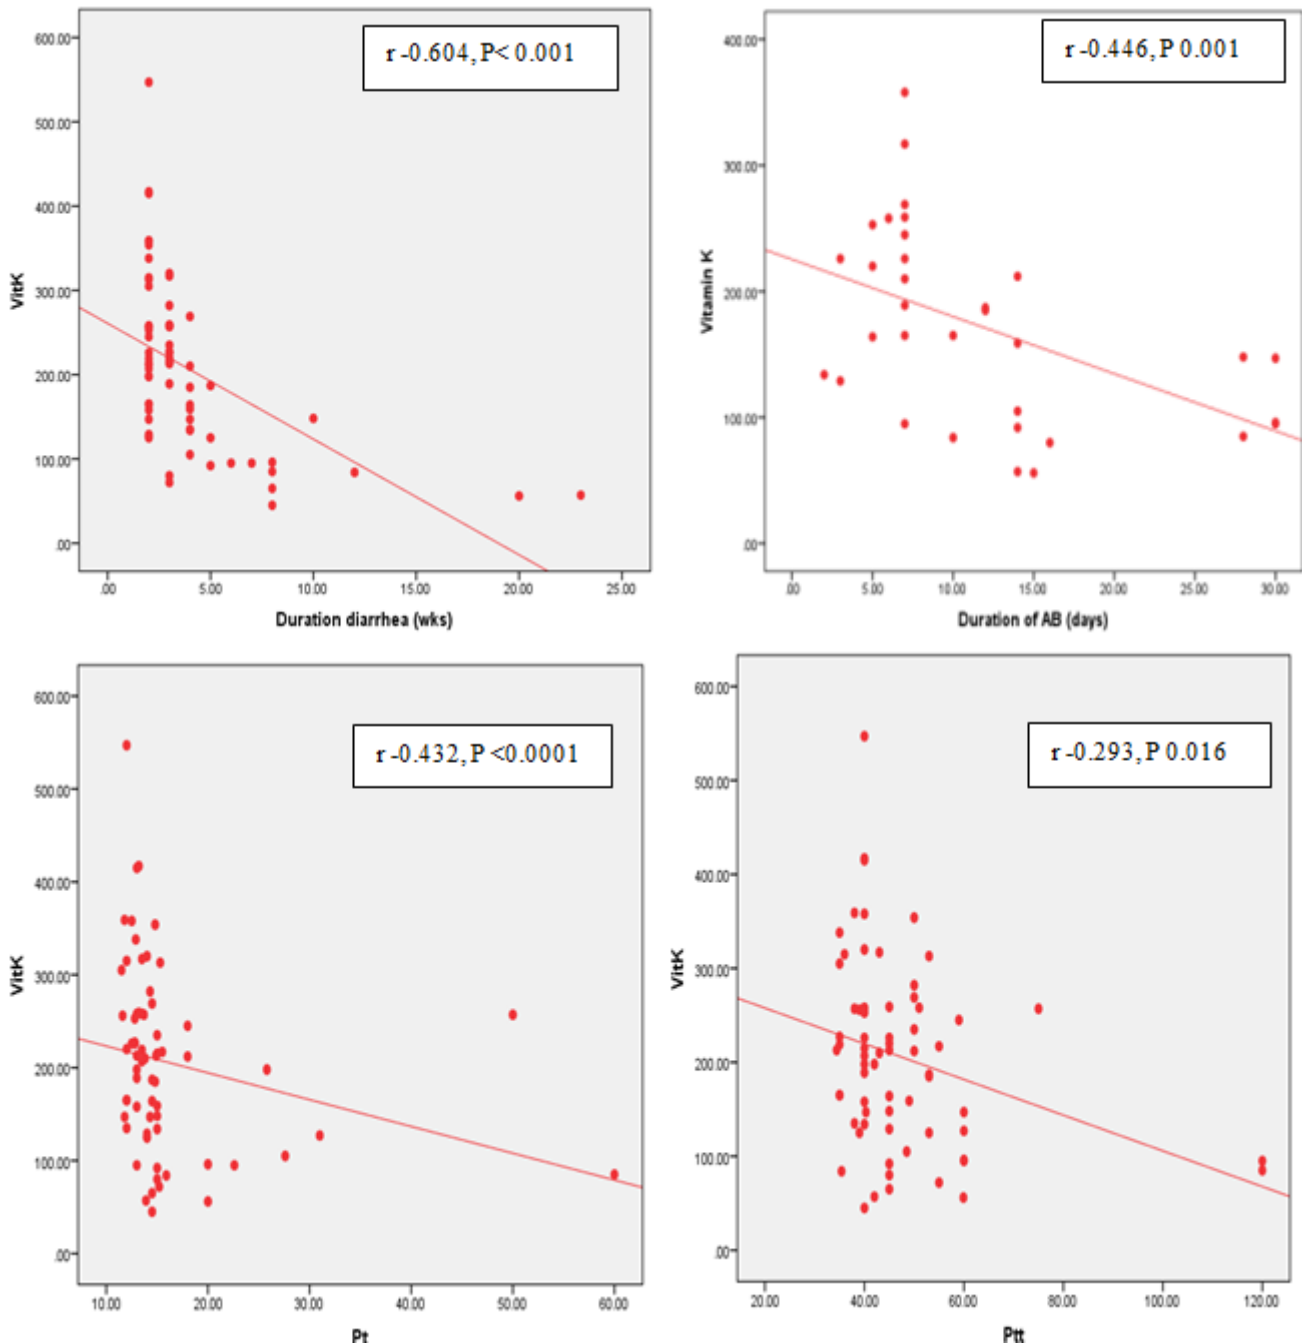 r -0.604, P< 0.001
600.00
500.00
400.00
300.00
200.00
100.00
.00
VitK
.00 5.00 10.00 15.00 20.00 25.00
Duration diarrhea (wks)
r -0.446, P 0.001
400.00
300.00
200.00
100.00
.00
Vitamin K
.00 5.00 10.00 15.00 20.00 25.00 30.00
Duration of AB (days)
r -0.432, P <0.0001
600.00
500.00
400.00
300.00
200.00
100.00
.00
VitK
10.00 20.00 30.00 40.00 50.00 60.00
Pt
r -0.293, P 0.016
600.00
500.00
400.00
300.00
200.00
100.00
.00
VitK
20.00 40.00 60.00 80.00 100.00 120.00
Ptt